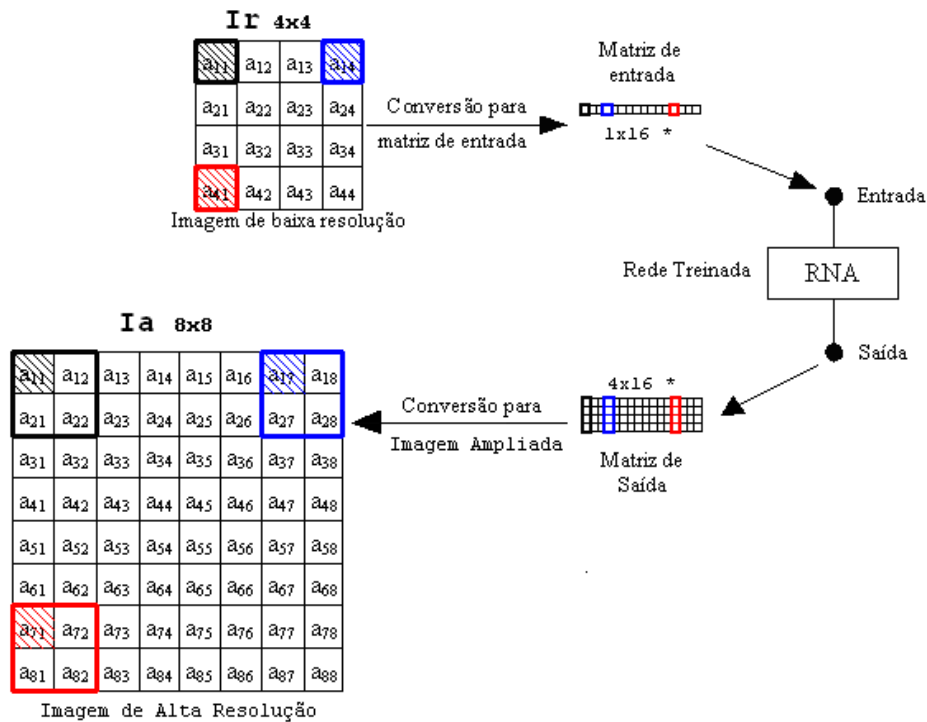 Ir 4x4
a11 a12 a13 a14
a21 a22 a23 a24
a31 a32 a33 a34
a41 a42 a43 a44
Imagem de baixa resolução
Conversão para
matriz de entrada
Matriz de
entrada
1x16 *
Entrada
Rede Treinada
RNA
Saída
4x16 *
Matriz de
Saída
Conversão para
Imagem Ampliada
Ia 8x8
a11 a12 a13 a14 a15 a16 a17 a18
a21 a22 a23 a24 a25 a26 a27 a28
a31 a32 a33 a34 a35 a36 a37 a38
a41 a42 a43 a44 a45 a46 a47 a48
a51 a52 a53 a54 a55 a56 a57 a58
a61 a62 a63 a64 a65 a66 a67 a68
a71 a72 a73 a74 a75 a76 a77 a78
a81 a82 a83 a84 a85 a86 a87 a88
Imagem de Alta Resolução